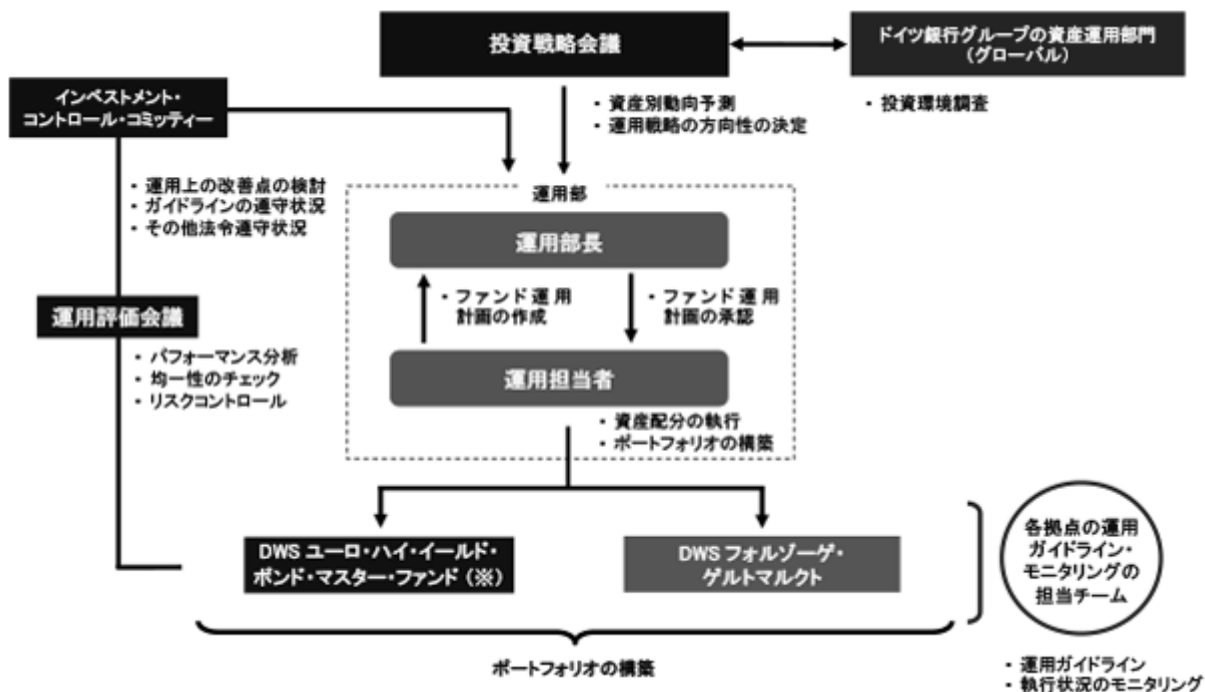 投資戦略会議
ドイツ銀行グループの資産運用部門
(グローバル)
インベストメント・
コントロール・コミッティー
・ 資産別動向予測
・ 運用戦略の方向性の決定
・ 投資環境調査
・ 運用上の改善点の検討
・ ガイドラインの遵守状況
・ その他法令遵守状況
運用部
運用部長
・ ファンド運用
計画の作成
・ ファンド運用
計画の承認
運用評価会議
・ パフォーマンス分析
・ 均一性のチェック
・ リスクコントロール
運用担当者
・ 資産配分の執行
・ ポートフォリオの構築
DWS ユーロ・ハイ・イールド・
ボンド・マスター・ファンド(※)
DWS フォルゾーゲ・
ゲルトマルクト
各拠点の運用
ガイドライン・
モニタリングの
担当チーム
ポートフォリオの構築
・ 運用ガイドライン
・ 執行状況のモニタリング